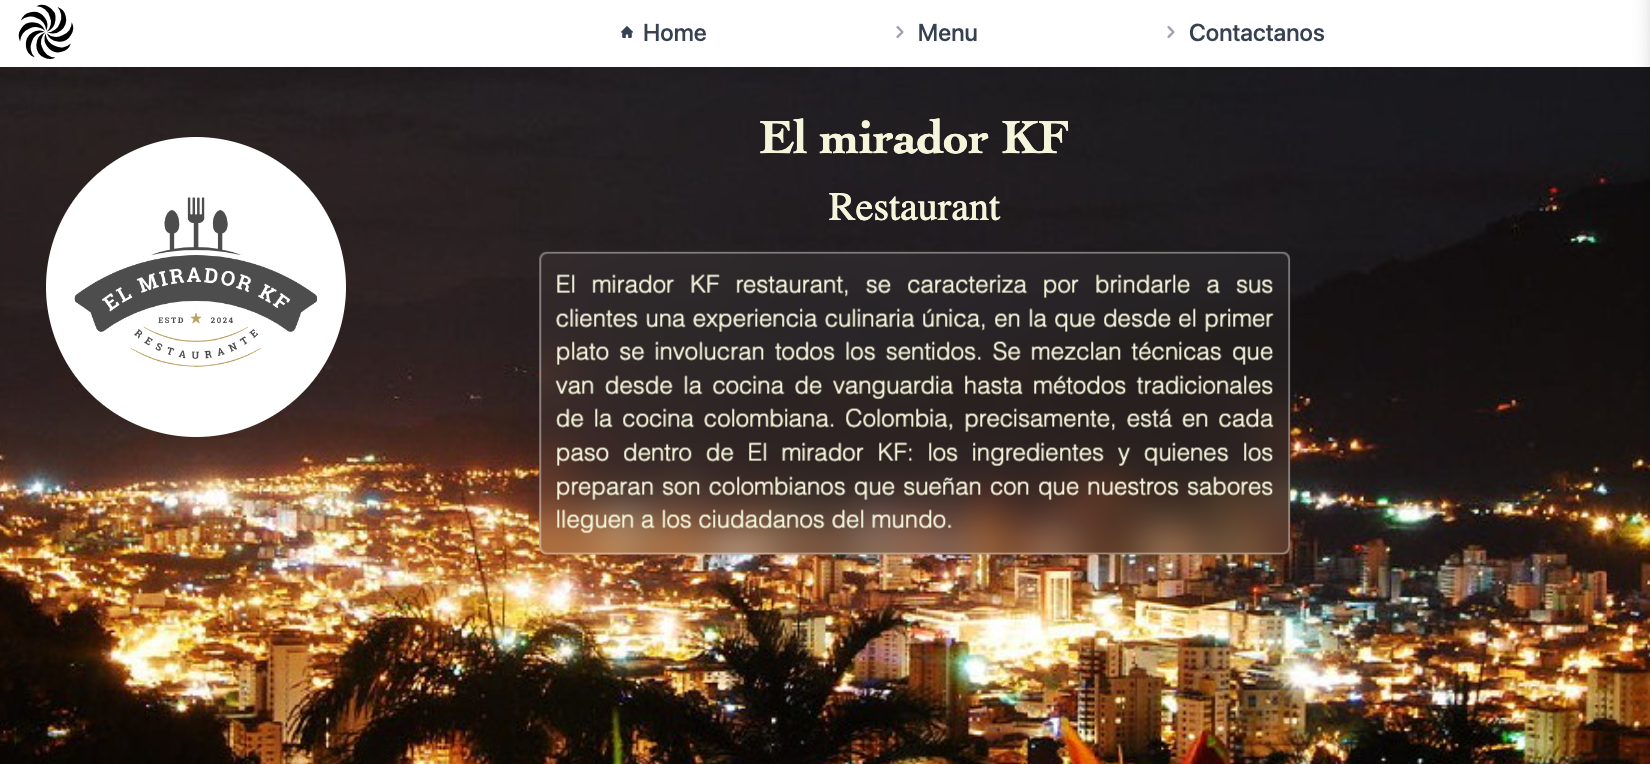 Home
Menu
Contactanos
El mirador KF
Restaurant
EL MIRADOR KF
ESTD 2024
RESTAURANTE
El mirador KF restaurant, se caracteriza por brindarle a sus
clientes una experiencia culinaria única, en la que desde el primer
plato se involucran todos los sentidos. Se mezclan técnicas que
van desde la cocina de vanguardia hasta métodos tradicionales
de la cocina colombiana. Colombia, precisamente, está en cada
paso dentro de El mirador KF: los ingredientes y quienes los
preparan son colombianos que sueñan con que nuestros sabores
lleguen a los ciudadanos del mundo.